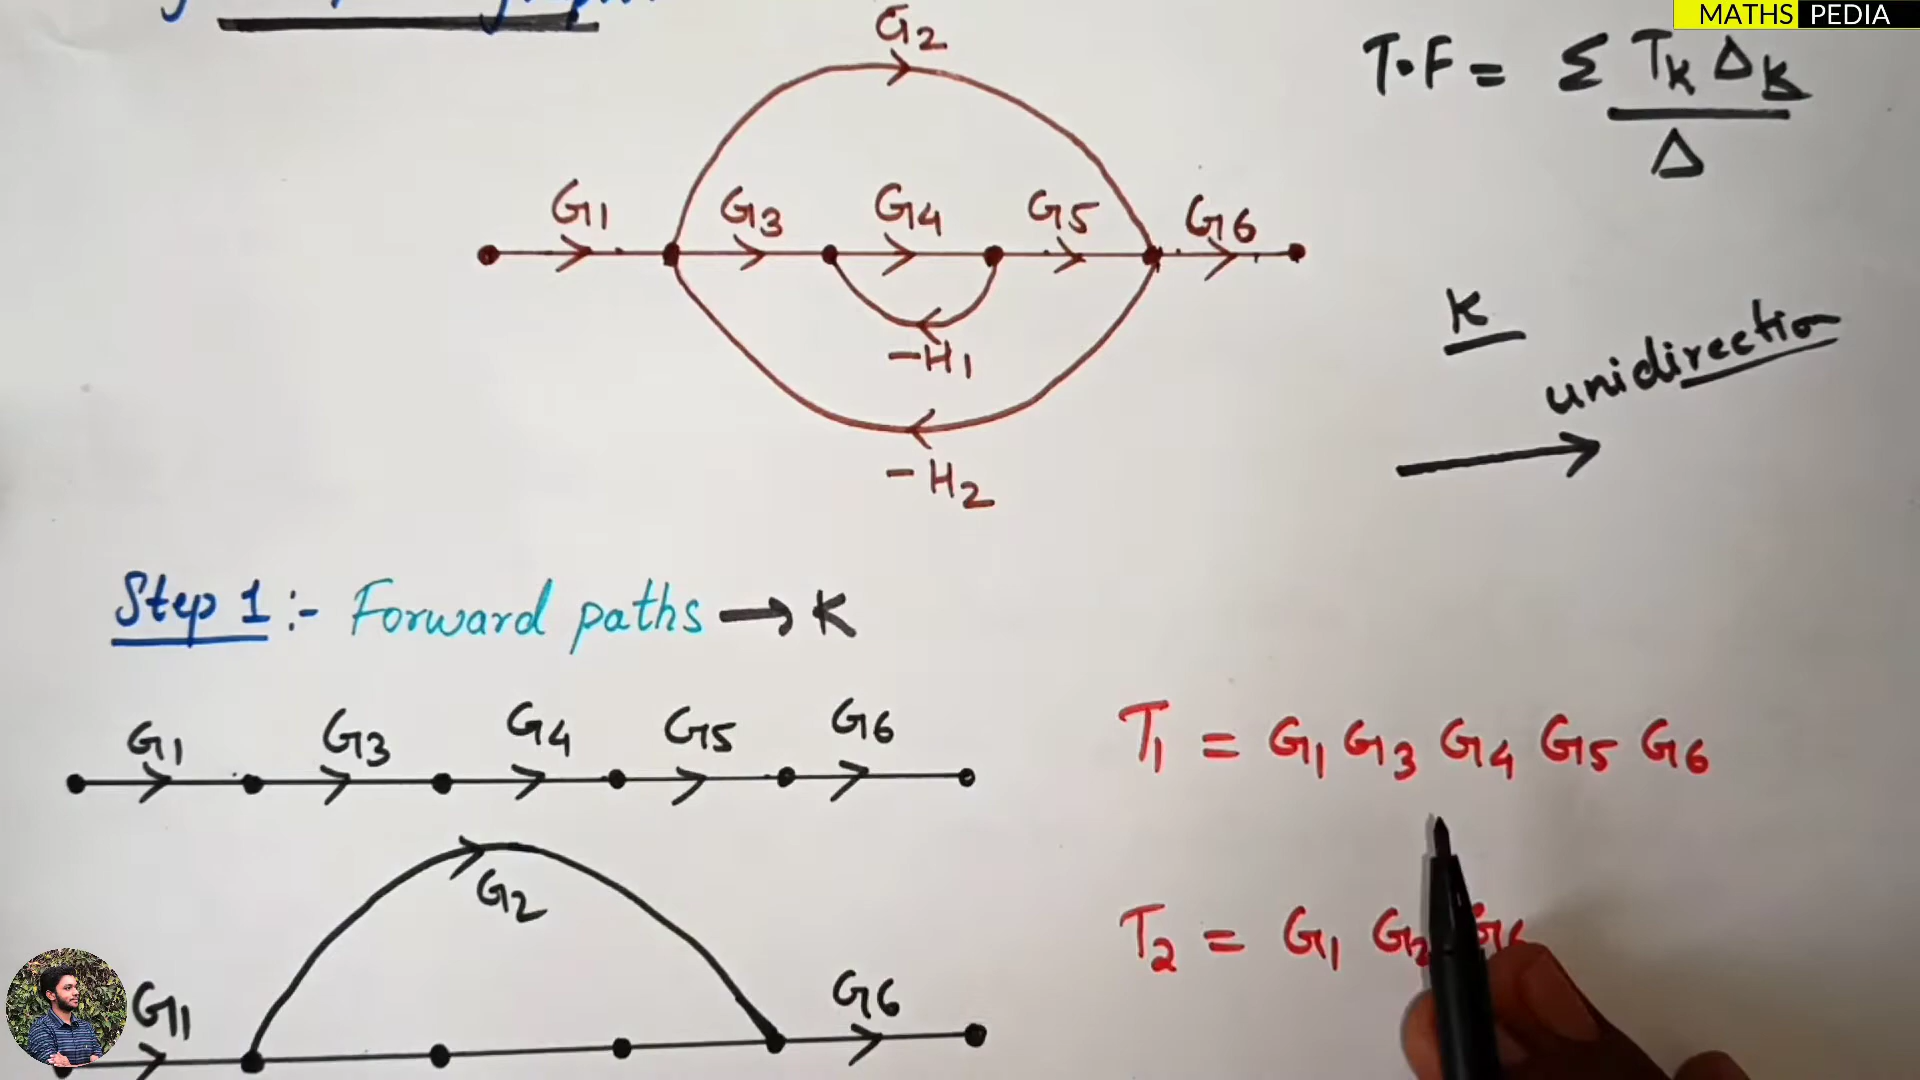 MATHS PEDIA
G2
T.F = Σ Tk Δk
Δ
G1 G3 G4 G5 G6
K
-H1
unidirection
-H2
Step 1:- Forward paths → K
G1 G3 G4 G5 G6
T1 = G1 G3 G4 G5 G6
G2
T2 = G1 G2 G6
G1 G6